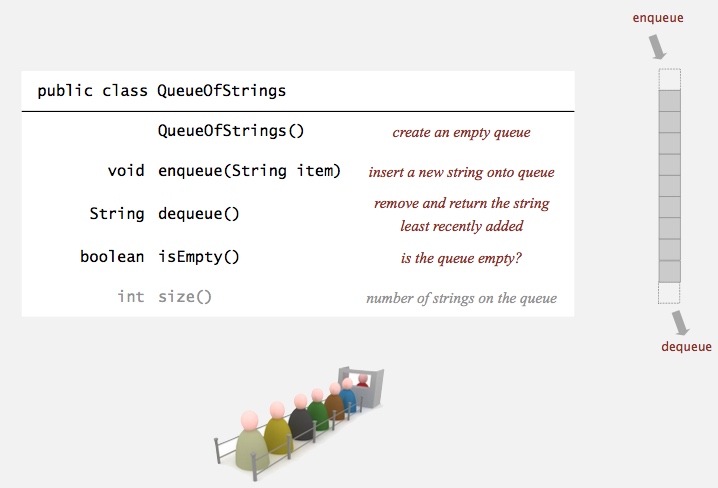 enqueue
public class QueueOfStrings
QueueOfStrings() create an empty queue
void enqueue(String item) insert a new string onto queue
String dequeue() remove and return the string
least recently added
boolean isEmpty() is the queue empty?
int size() number of strings on the queue
dequeue